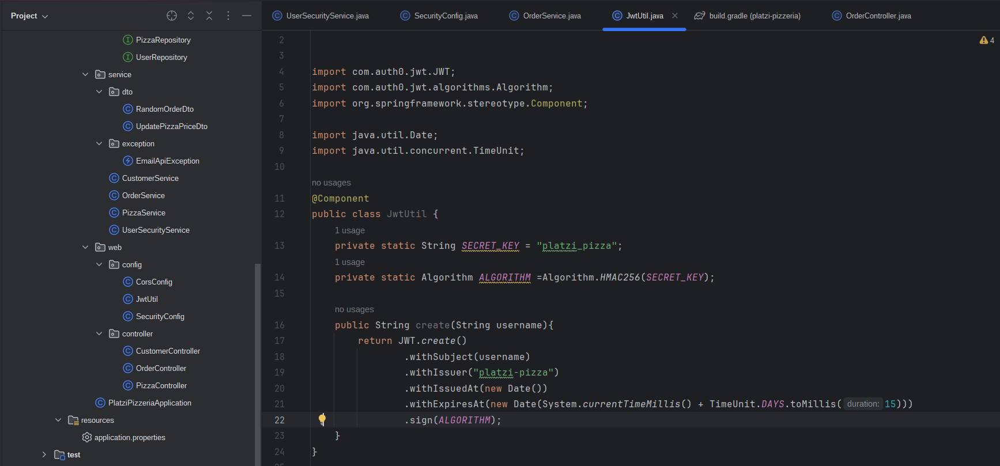 Project
PizzaRepository
UserRepository
service
dto
RandomOrderDto
UpdatePizzaPriceDto
exception
EmailApiException
CustomerService
OrderService
PizzaService
UserSecurityService
web
config
CorsConfig
JwtUtil
SecurityConfig
controller
CustomerController
OrderController
PizzaController
PlatziPizzeriaApplication
resources
application.properties
test
UserSecurityService.java
SecurityConfig.java
OrderService.java
JwtUtil.java
build.gradle (platzi-pizzeria)
OrderController.java
4
2
3
4 import com.auth0.jwt.JWT;
5 import com.auth0.jwt.algorithms.Algorithm;
6 import org.springframework.stereotype.Component;
7
8 import java.util.Date;
9 import java.util.concurrent.TimeUnit;
10
no usages
11 @Component
12 public class JwtUtil {
1 usage
13 private static String SECRET_KEY = "platzi_pizza";
1 usage
14 private static Algorithm ALGORITHM =Algorithm.HMAC256(SECRET_KEY);
15
no usages
16 public String create(String username){
17 return JWT.create()
18 .withSubject(username)
19 .withIssuer("platzi-pizza")
20 .withIssuedAt(new Date())
21 .withExpiresAt(new Date(System.currentTimeMillis() + TimeUnit.DAYS.toMillis( duration: 15)))
22 .sign(ALGORITHM);
23 }
24 }